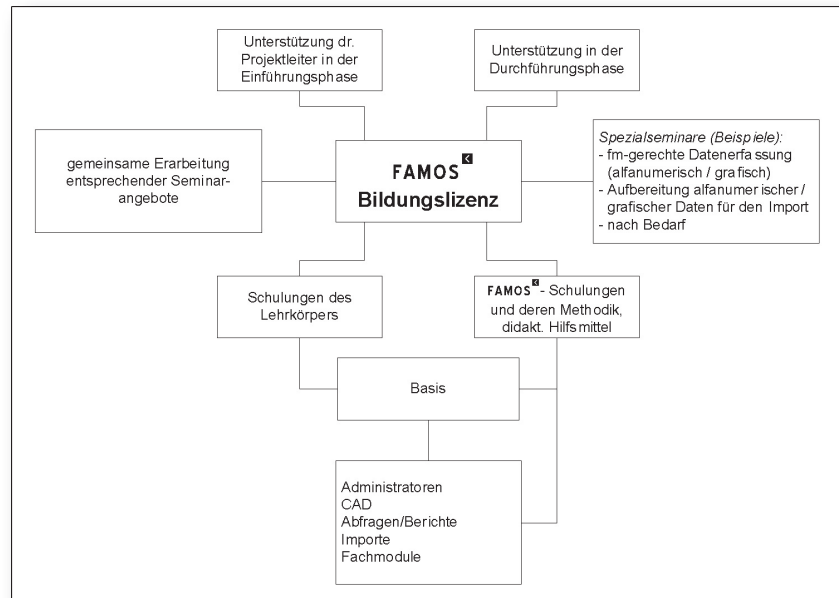 Unterstützung dr.
Projektleiter in der
Einführungsphase
Unterstützung in der
Durchführungsphase
gemeinsame Erarbeitung
entsprechender Seminar-
angebote
FAMOS
Bildungslizenz
Spezialseminare (Beispiele):
- fm-gerechte Datenerfassung
(alfanumerisch / grafisch)
- Aufbereitung alfanumerischer /
grafischer Daten für den Import
- nach Bedarf
Schulungen des
Lehrkörpers
FAMOS - Schulungen
und deren Methodik,
didakt. Hilfsmittel
Basis
Administratoren
CAD
Abfragen/Berichte
Importe
Fachmodule